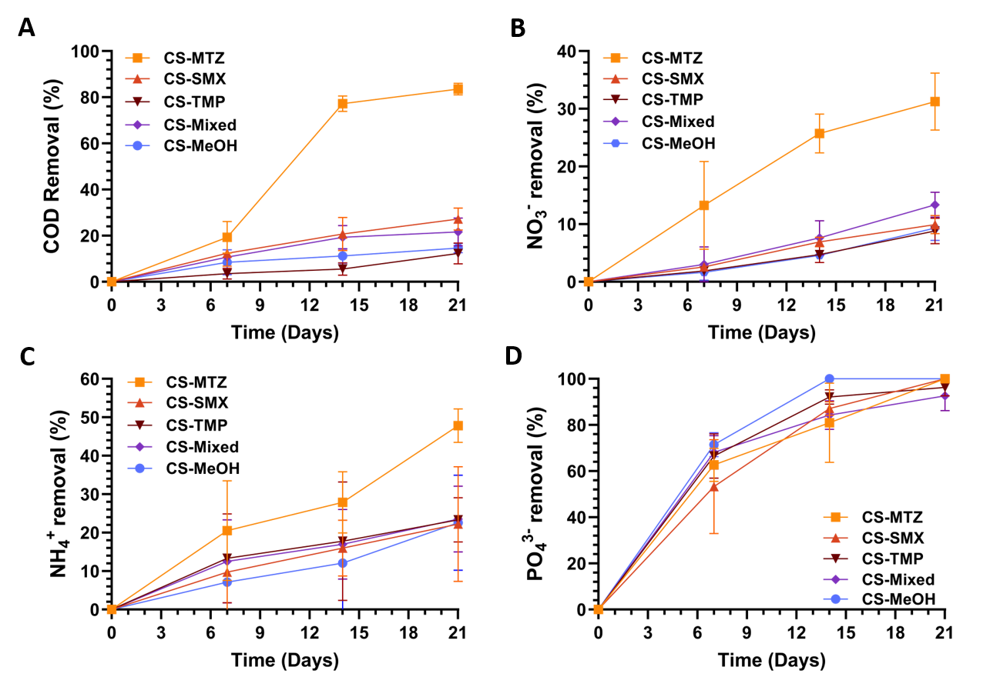 A
COD Removal (%)
100
80
60
40
20
0
CS-MTZ
CS-SMX
CS-TMP
CS-Mixed
CS-MeOH
0 3 6 9 12 15 18 21
Time (Days)
B
NO₃⁻ removal (%)
40
30
20
10
0
CS-MTZ
CS-SMX
CS-TMP
CS-Mixed
CS-MeOH
0 3 6 9 12 15 18 21
Time (Days)
C
NH₄⁺ removal (%)
60
50
40
30
20
10
0
CS-MTZ
CS-SMX
CS-TMP
CS-Mixed
CS-MeOH
0 3 6 9 12 15 18 21
Time (Days)
D
PO₄³⁻ removal (%)
100
80
60
40
20
0
CS-MTZ
CS-SMX
CS-TMP
CS-Mixed
CS-MeOH
0 3 6 9 12 15 18 21
Time (Days)